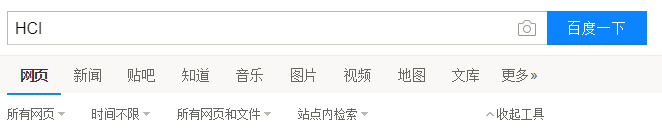 HCI 百度一下
网页 新闻 贴吧 知道 音乐 图片 视频 地图 文库 更多»
所有网页 时间不限 所有网页和文件 站点内检索 收起工具